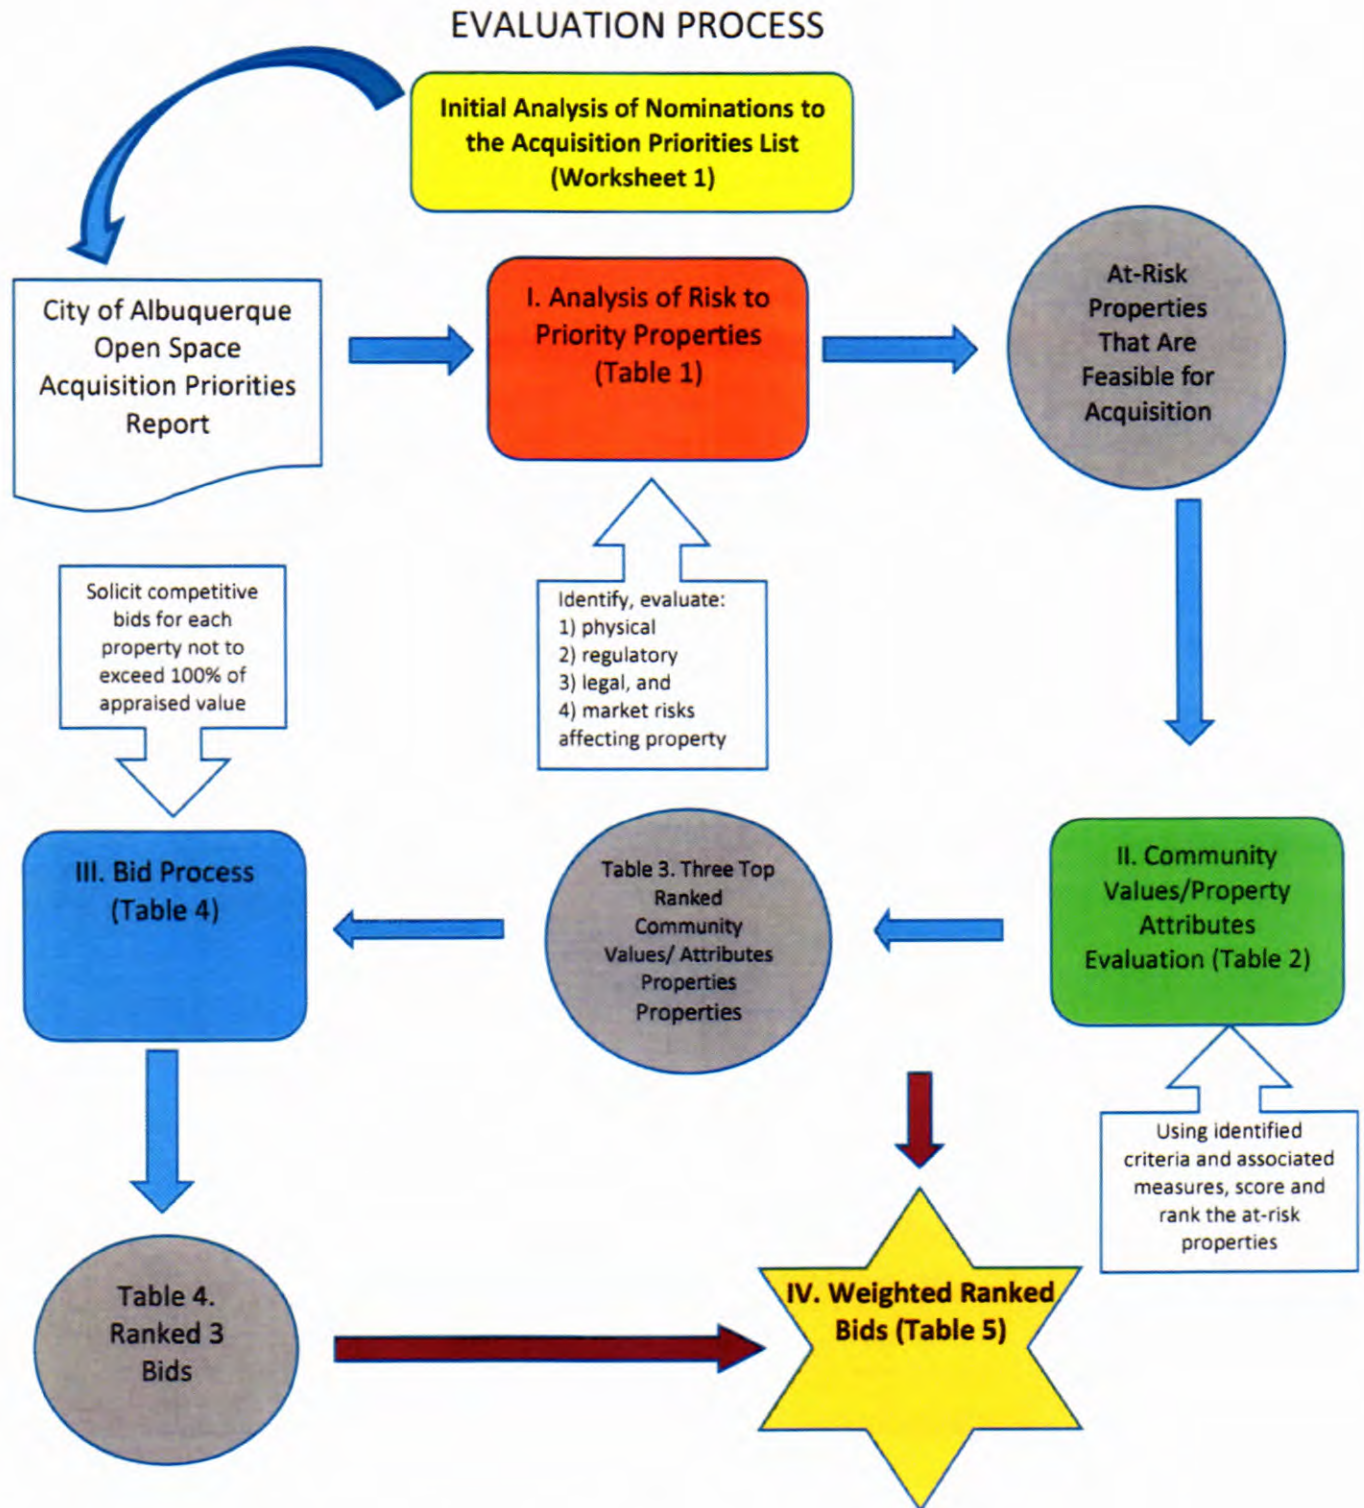 EVALUATION PROCESS
Initial Analysis of Nominations to
the Acquisition Priorities List
(Worksheet 1)
City of Albuquerque
Open Space
Acquisition Priorities
Report
I. Analysis of Risk to
Priority Properties
(Table 1)
At-Risk
Properties
That Are
Feasible for
Acquisition
Solicit competitive
bids for each
property not to
exceed 100% of
appraised value
Identify, evaluate:
1) physical
2) regulatory
3) legal, and
4) market risks
affecting property
III. Bid Process
(Table 4)
Table 3. Three Top
Ranked
Community
Values/ Attributes
Properties
Properties
II. Community
Values/Property
Attributes
Evaluation (Table 2)
Using identified
criteria and associated
measures, score and
rank the at-risk
properties
Table 4.
Ranked 3
Bids
IV. Weighted Ranked
Bids (Table 5)